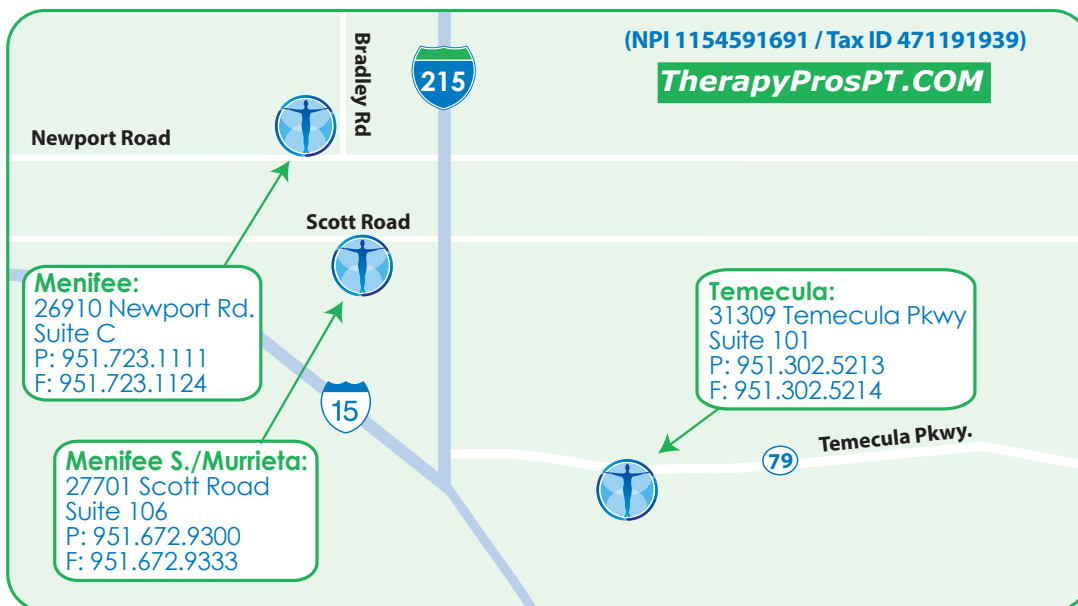 (NPI 1154591691 / Tax ID 471191939)
TherapyProsPT.COM
Bradley Rd
215
Newport Road
Scott Road
Menifee:
26910 Newport Rd.
Suite C
P: 951.723.1111
F: 951.723.1124
Temecula:
31309 Temecula Pkwy
Suite 101
P: 951.302.5213
F: 951.302.5214
15
Temecula Pkwy.
79
Menifee S./Murrieta:
27701 Scott Road
Suite 106
P: 951.672.9300
F: 951.672.9333